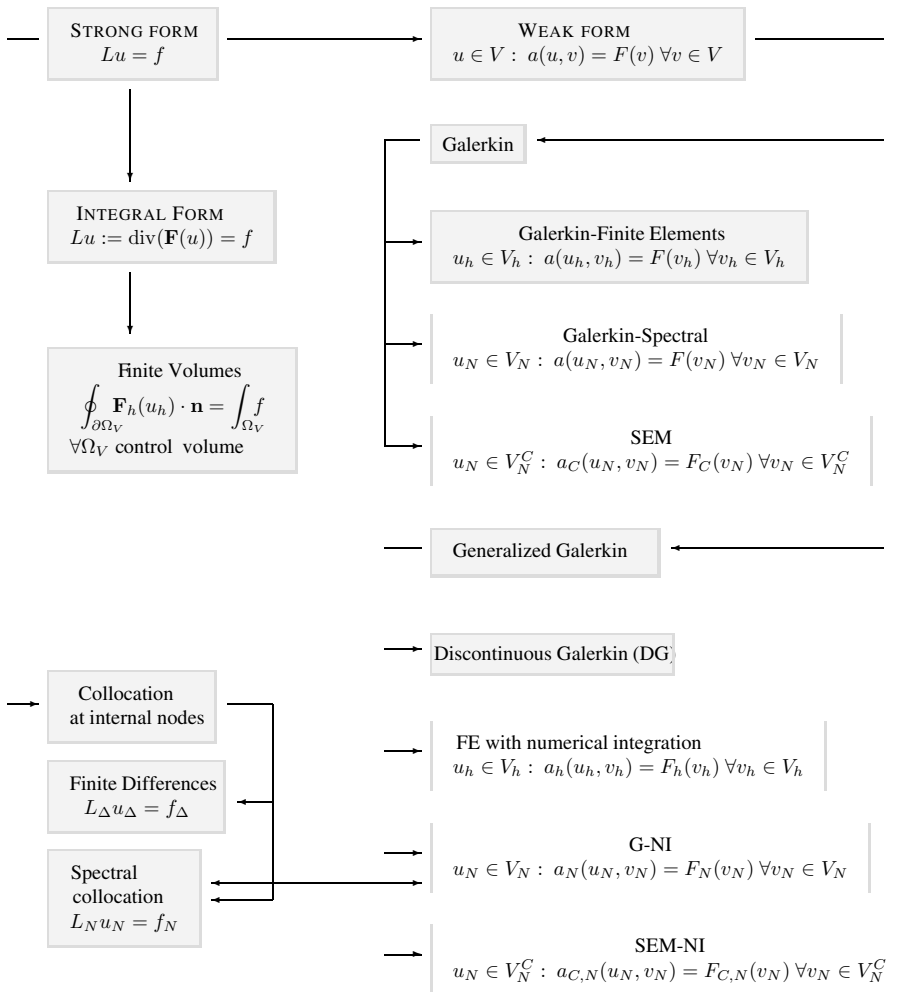 STRONG FORM
Lu = f
WEAK FORM
u ∈ V : a(u, v) = F(v) ∀v ∈ V
Galerkin
INTEGRAL FORM
Lu := div(F(u)) = f
Galerkin-Finite Elements
u_h ∈ V_h : a(u_h, v_h) = F(v_h) ∀v_h ∈ V_h
Galerkin-Spectral
u_N ∈ V_N : a(u_N, v_N) = F(v_N) ∀v_N ∈ V_N
Finite Volumes
∮_{∂Ω_V} F_h(u_h) · n = ∫_{Ω_V} f
∀Ω_V control volume
SEM
u_N ∈ V_N^C : a_C(u_N, v_N) = F_C(v_N) ∀v_N ∈ V_N^C
Generalized Galerkin
Discontinuous Galerkin (DG)
Collocation
at internal nodes
FE with numerical integration
u_h ∈ V_h : a_h(u_h, v_h) = F_h(v_h) ∀v_h ∈ V_h
Finite Differences
L_Δ u_Δ = f_Δ
G-NI
u_N ∈ V_N : a_N(u_N, v_N) = F_N(v_N) ∀v_N ∈ V_N
Spectral
collocation
L_N u_N = f_N
SEM-NI
u_N ∈ V_N^C : a_{C,N}(u_N, v_N) = F_{C,N}(v_N) ∀v_N ∈ V_N^C